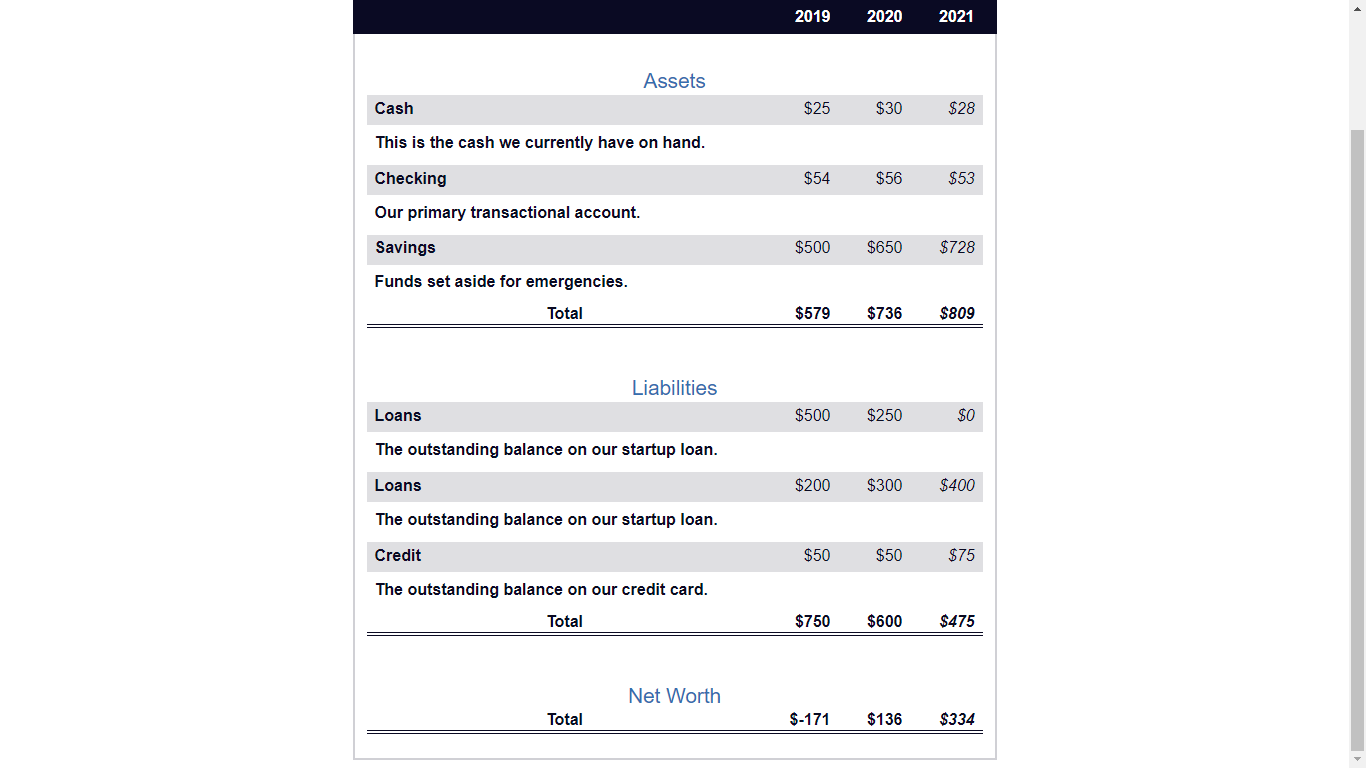 2019 2020 2021
Assets
Cash $25 $30 $28
This is the cash we currently have on hand.
Checking $54 $56 $53
Our primary transactional account.
Savings $500 $650 $728
Funds set aside for emergencies.
Total $579 $736 $809
Liabilities
Loans $500 $250 $0
The outstanding balance on our startup loan.
Loans $200 $300 $400
The outstanding balance on our startup loan.
Credit $50 $50 $75
The outstanding balance on our credit card.
Total $750 $600 $475
Net Worth
Total $-171 $136 $334